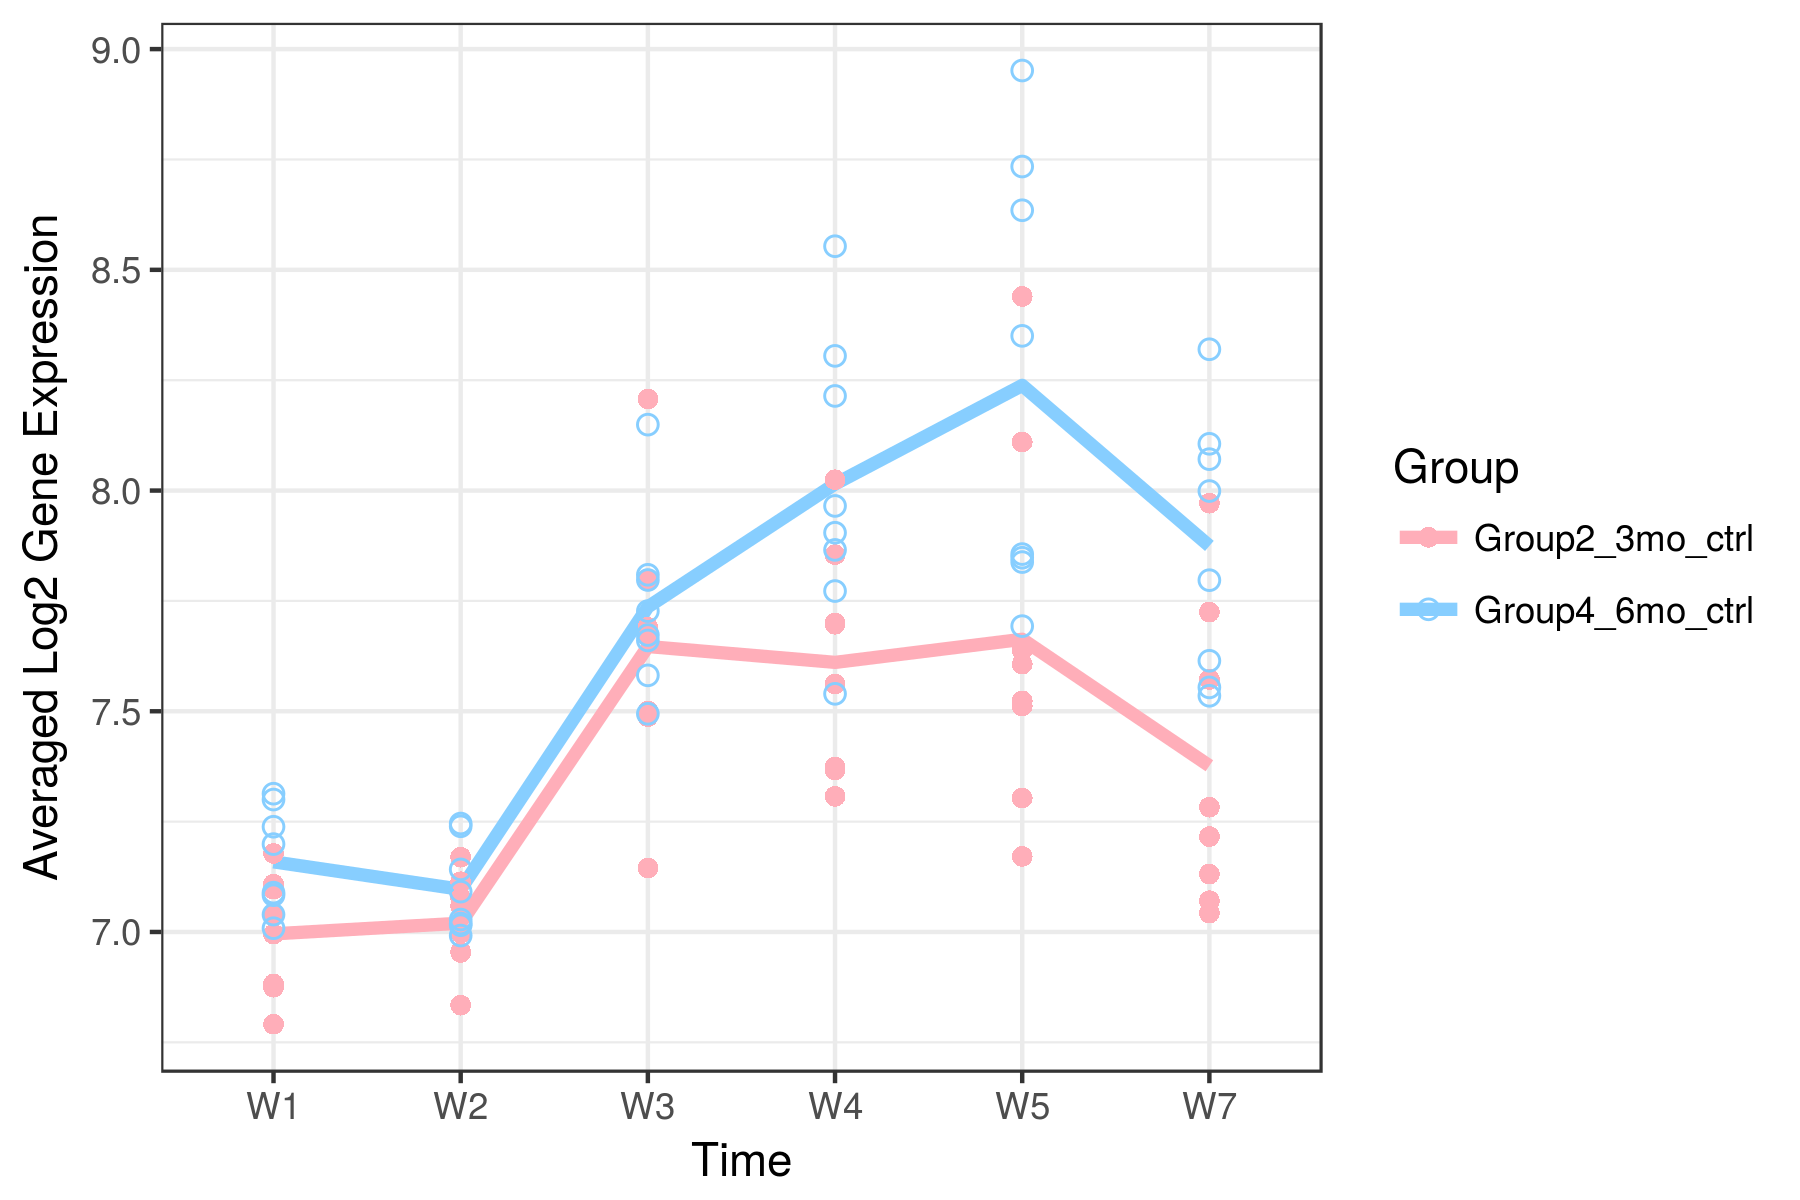 Averaged Log2 Gene Expression
9.0
8.5
8.0
7.5
7.0
W1 W2 W3 W4 W5 W7
Time
Group
Group2_3mo_ctrl
Group4_6mo_ctrl